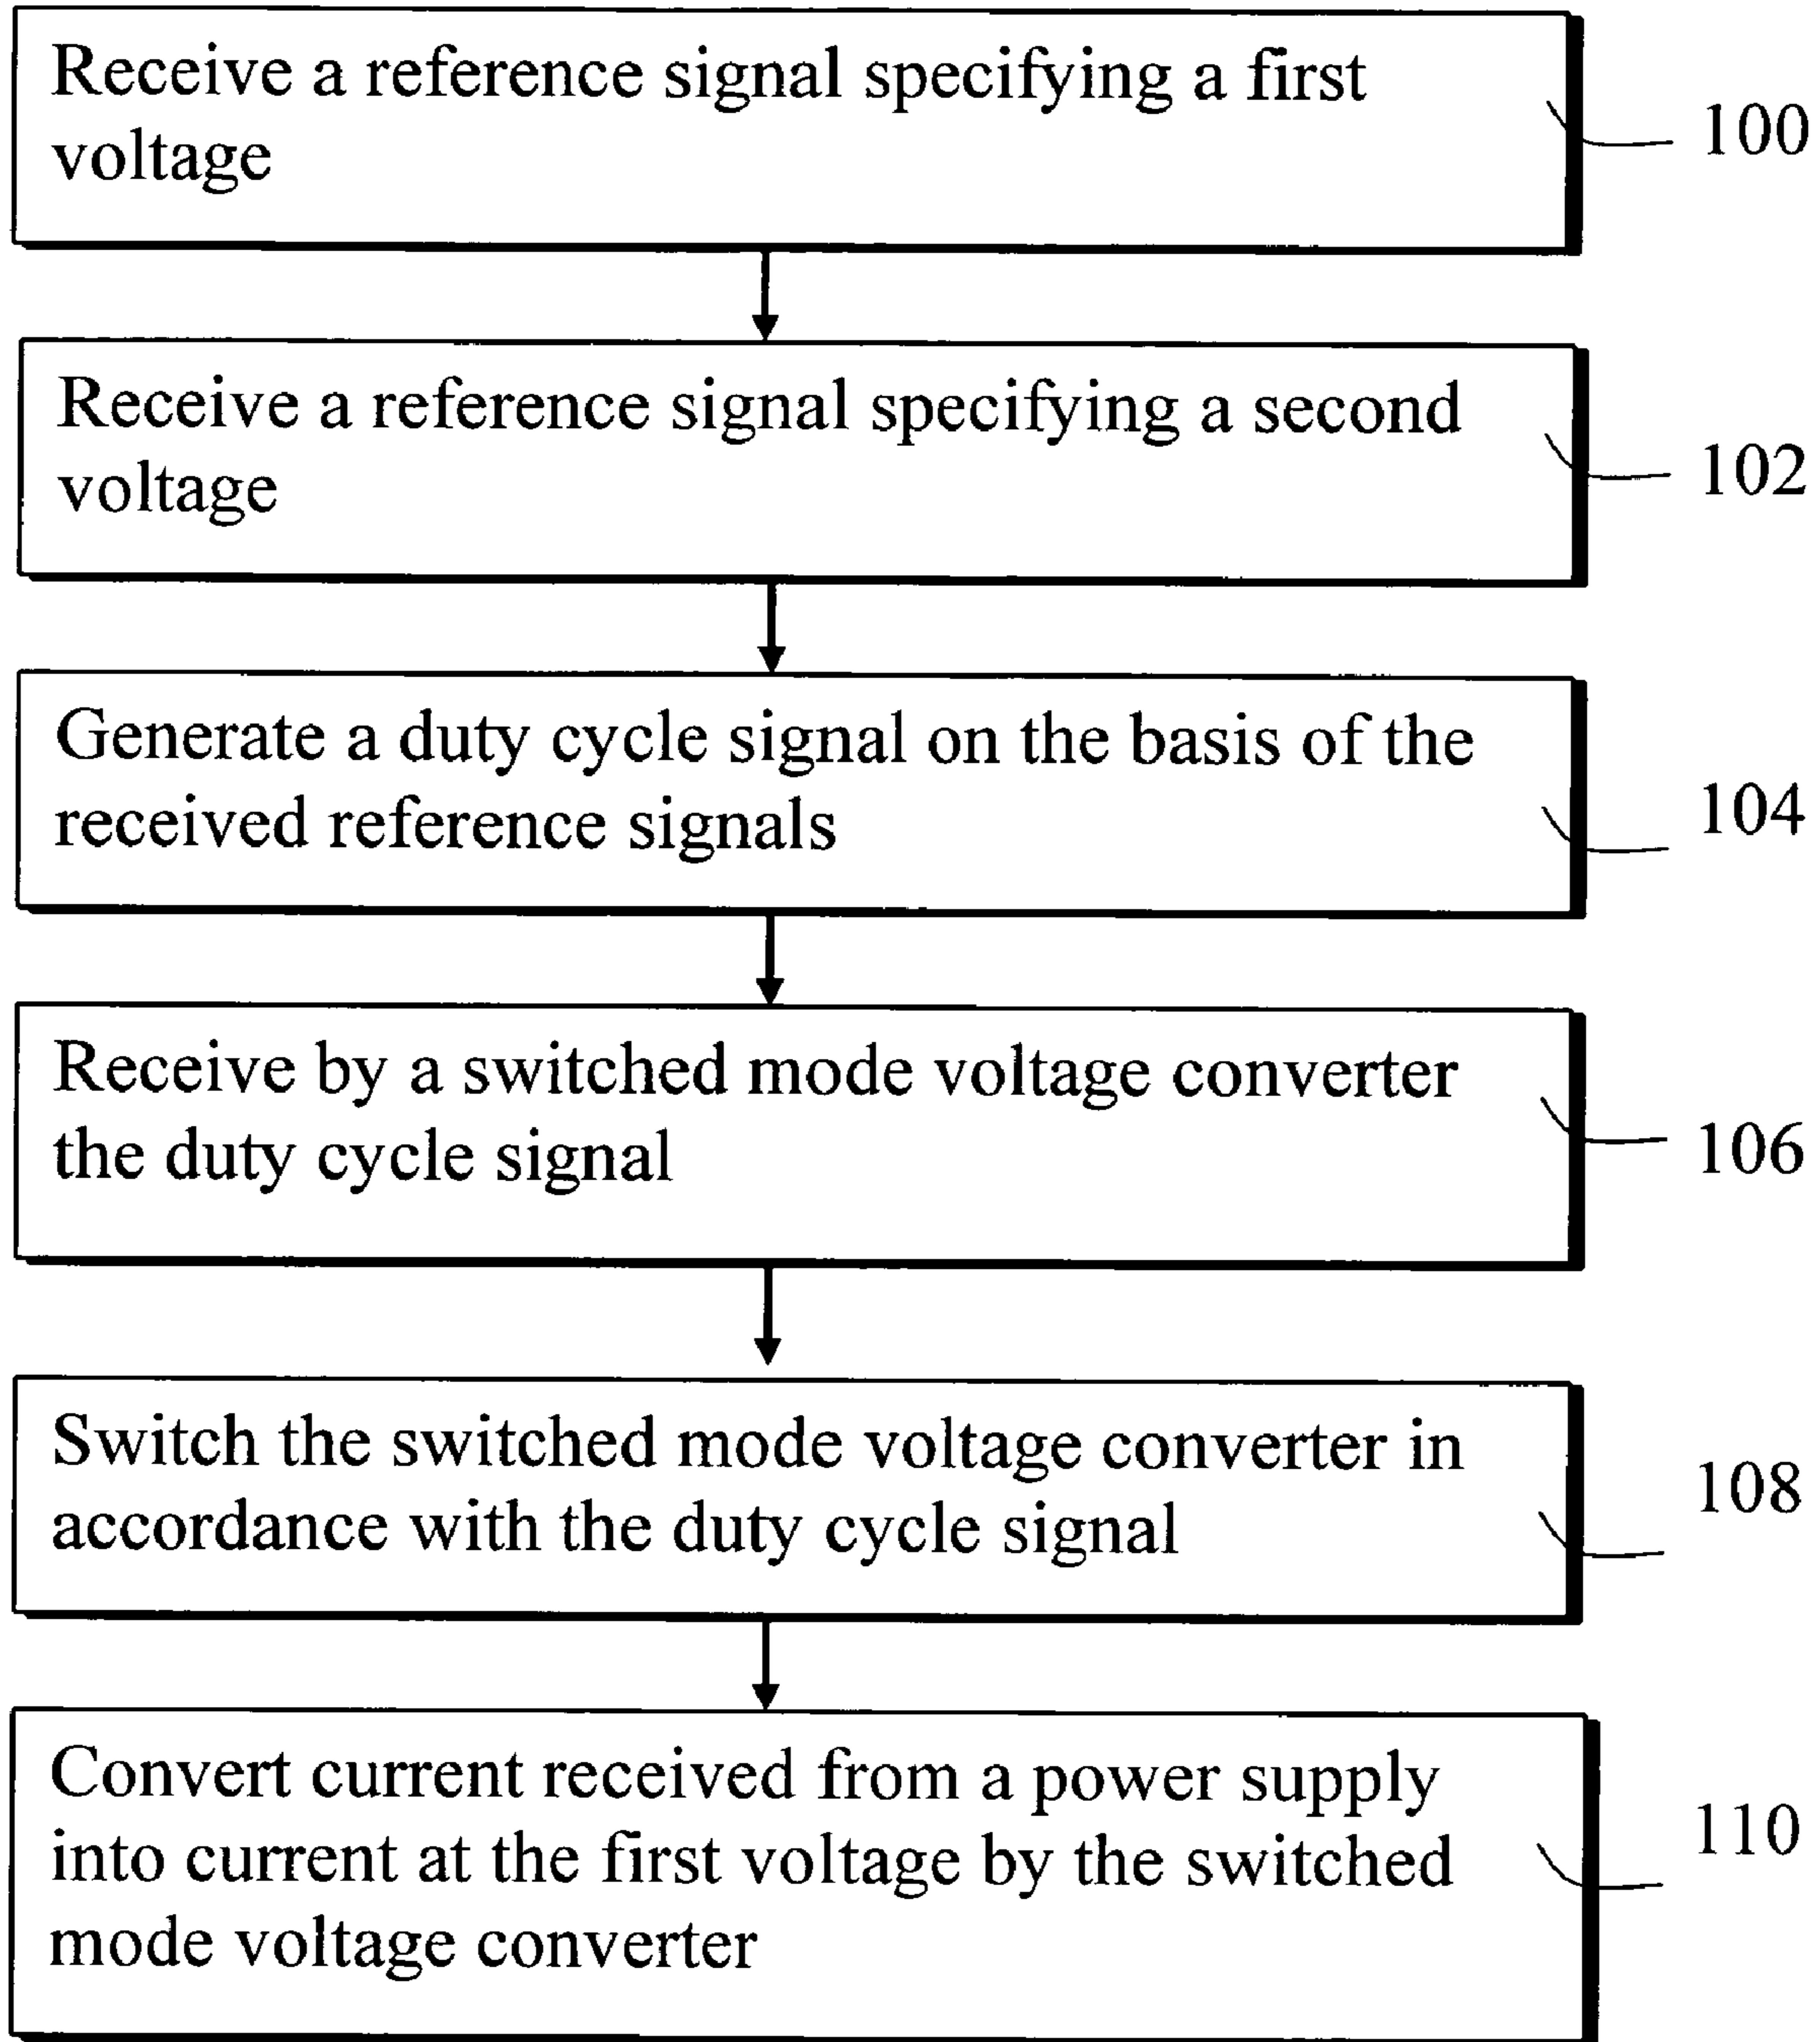 Receive a reference signal specifying a first
voltage
100
Receive a reference signal specifying a second
voltage
102
Generate a duty cycle signal on the basis of the
received reference signals
104
Receive by a switched mode voltage converter
the duty cycle signal
106
Switch the switched mode voltage converter in
accordance with the duty cycle signal
108
Convert current received from a power supply
into current at the first voltage by the switched
mode voltage converter
110